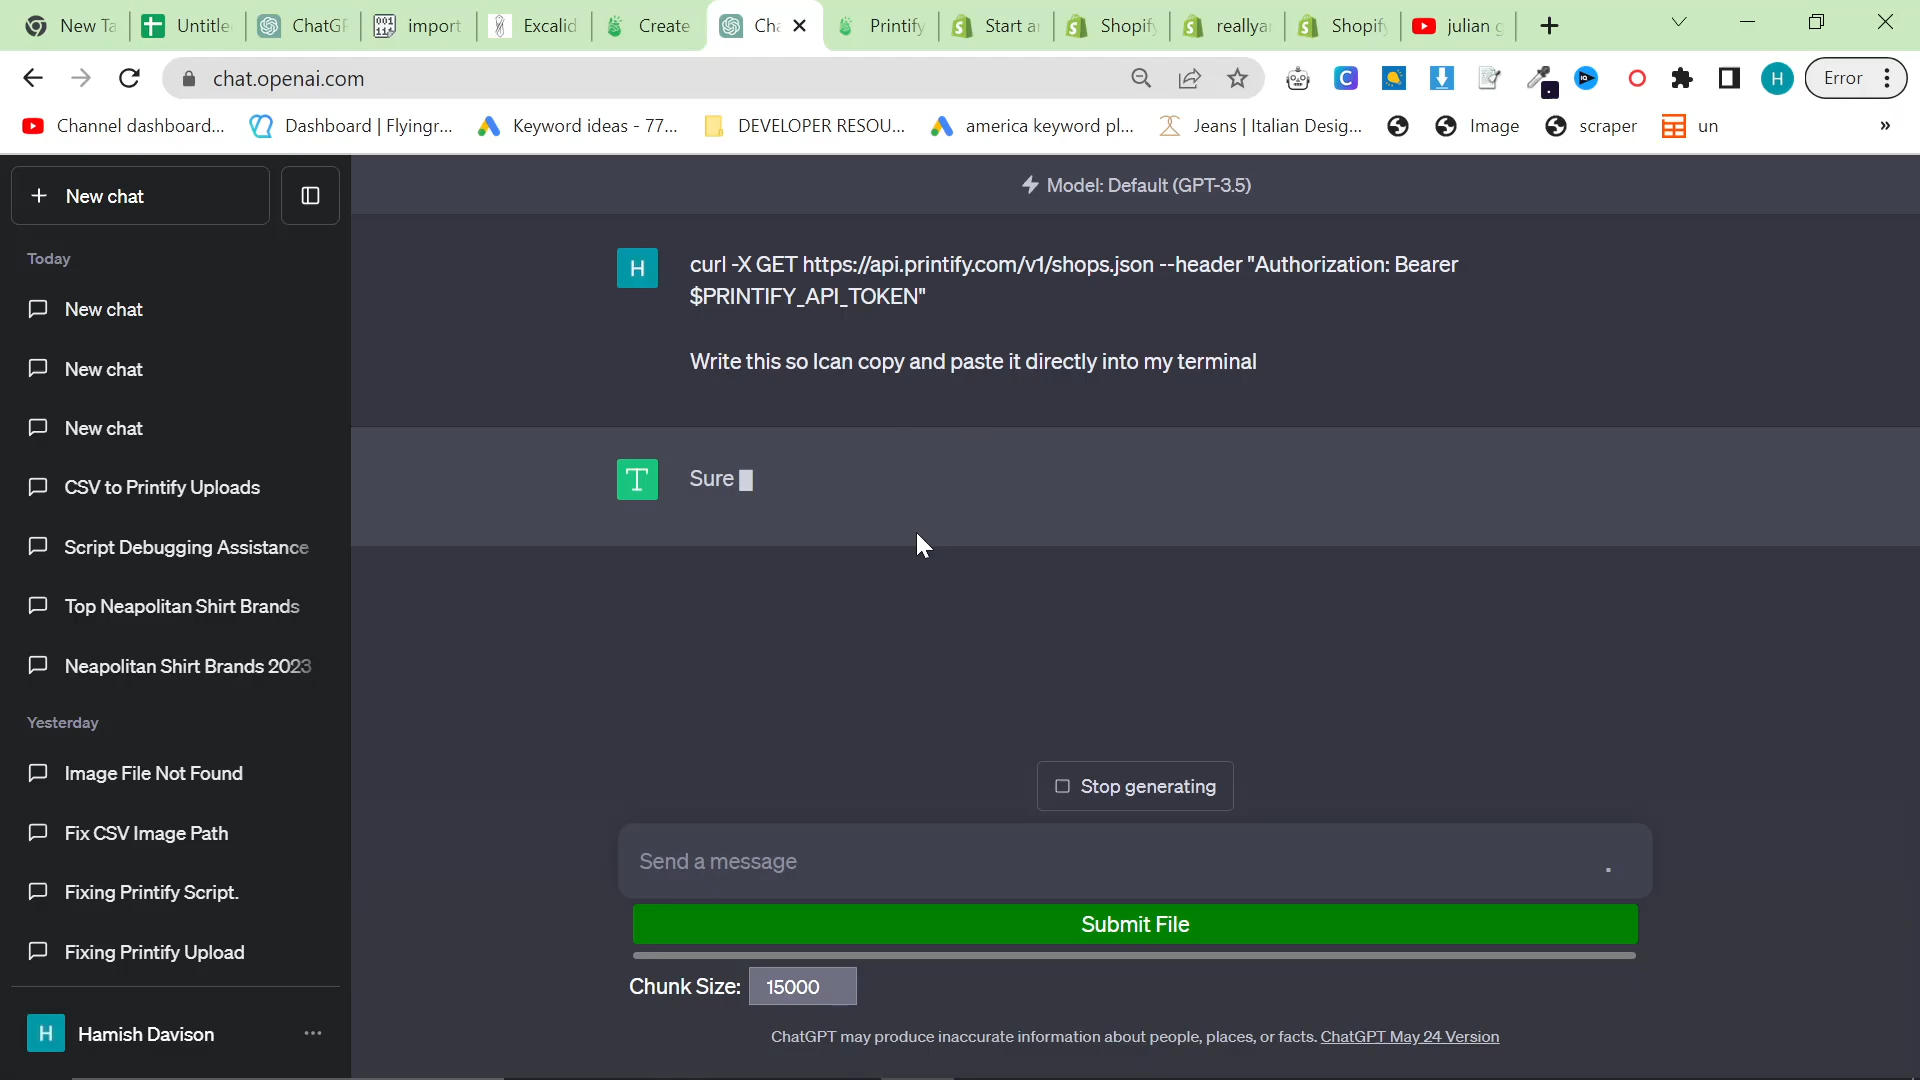 New Ta
Untitle
ChatGP
import
Excalid
Create
Cha
Printify
Start a
Shopify
reallya
Shopify
julian g
chat.openai.com
H
Error
Channel dashboard...
Dashboard | Flyingr...
Keyword ideas - 77...
DEVELOPER RESOU...
america keyword pl...
Jeans | Italian Desig...
Image
scraper
un
»
New chat
Model: Default (GPT-3.5)
Today
New chat
New chat
New chat
CSV to Printify Uploads
Script Debugging Assistance
Top Neapolitan Shirt Brands
Neapolitan Shirt Brands 2023
Yesterday
Image File Not Found
Fix CSV Image Path
Fixing Printify Script.
Fixing Printify Upload
H
Hamish Davison
H
curl -X GET https://api.printify.com/v1/shops.json --header "Authorization: Bearer
$PRINTIFY_API_TOKEN"
Write this so Ican copy and paste it directly into my terminal
T
Sure
Stop generating
Send a message
Submit File
Chunk Size: 15000
ChatGPT may produce inaccurate information about people, places, or facts. ChatGPT May 24 Version